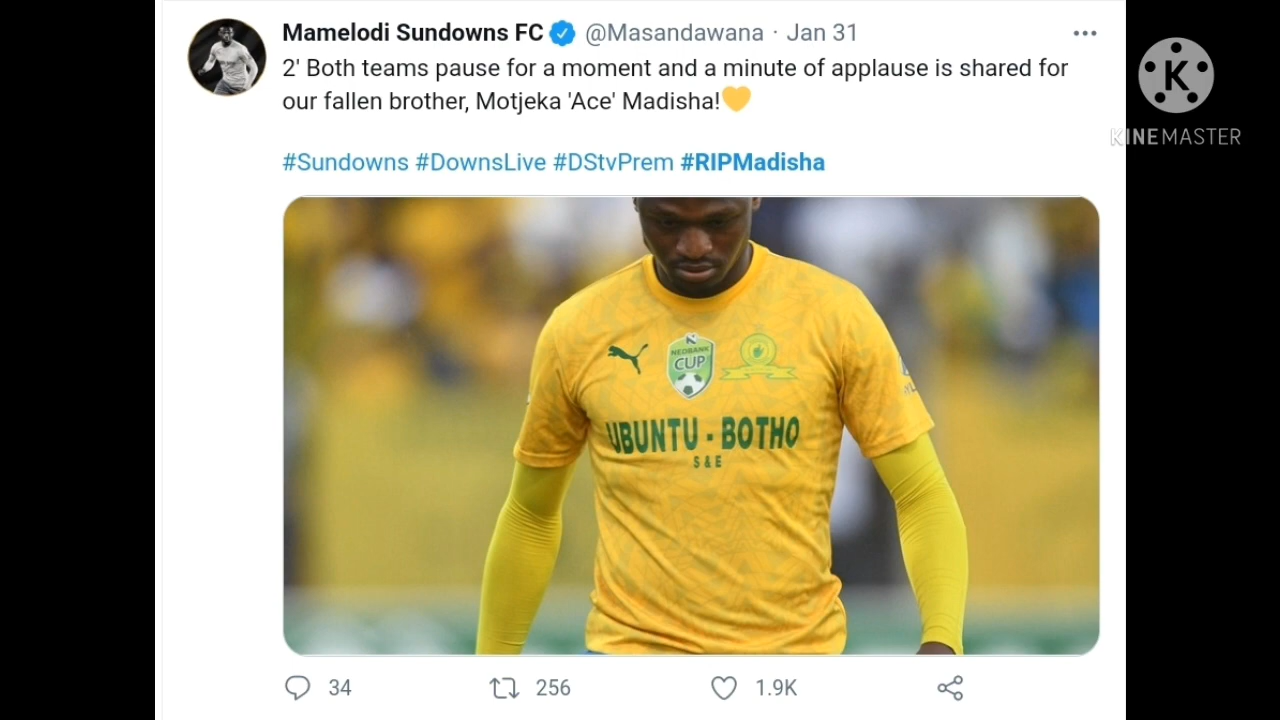 Mamelodi Sundowns FC @Masandawana · Jan 31
2' Both teams pause for a moment and a minute of applause is shared for
our fallen brother, Motjeka 'Ace' Madisha!💛
#Sundowns #DownsLive #DStvPrem #RIPMadisha
NEDBANK
CUP
UBUNTU - BOTHO
S & E
34 256 1.9K
K
KINEMASTER